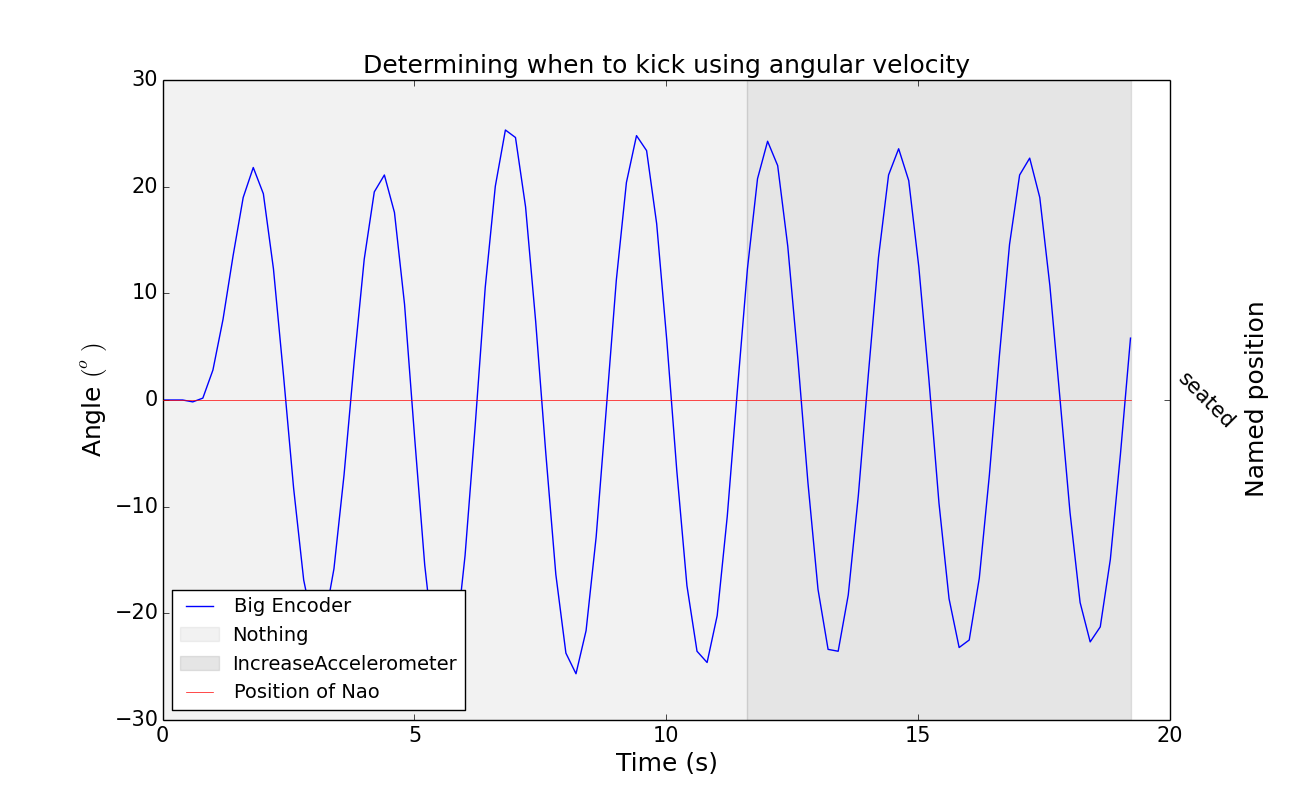 Determining when to kick using angular velocity
30
20
10
0
−10
−20
−30
Angle (°)
Big Encoder
Nothing
IncreaseAccelerometer
Position of Nao
0 5 10 15 20
Time (s)
seated
Named position